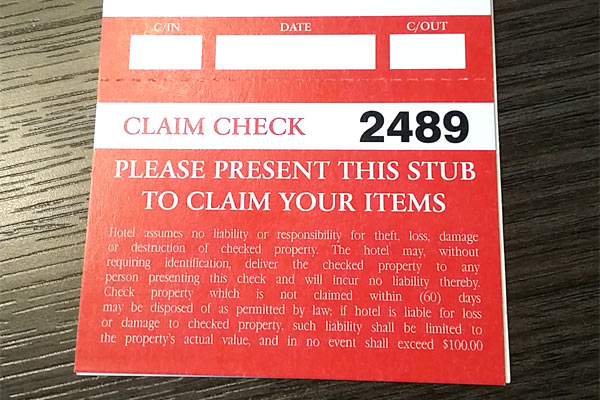 C/IN DATE C/OUT
CLAIM CHECK 2489
PLEASE PRESENT THIS STUB
TO CLAIM YOUR ITEMS
Hotel assumes no liability or responsibility for theft, loss, damage
or destruction of checked property. The hotel may, without
requiring identification, deliver the checked property to any
person presenting this check and will incur no liability thereby.
Check property which is not claimed within (60) days
may be disposed of as permitted by law; if hotel is liable for loss
or damage to checked property, such liability shall be limited to
the property's actual value, and in no event shall exceed $100.00